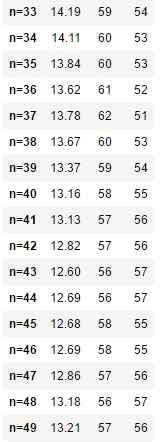 n=33 14.19 59 54
n=34 14.11 60 53
n=35 13.84 60 53
n=36 13.62 61 52
n=37 13.78 62 51
n=38 13.67 60 53
n=39 13.37 59 54
n=40 13.16 58 55
n=41 13.13 57 56
n=42 12.82 57 56
n=43 12.60 56 57
n=44 12.69 56 57
n=45 12.68 58 55
n=46 12.69 58 55
n=47 12.86 57 56
n=48 13.18 56 57
n=49 13.21 57 56